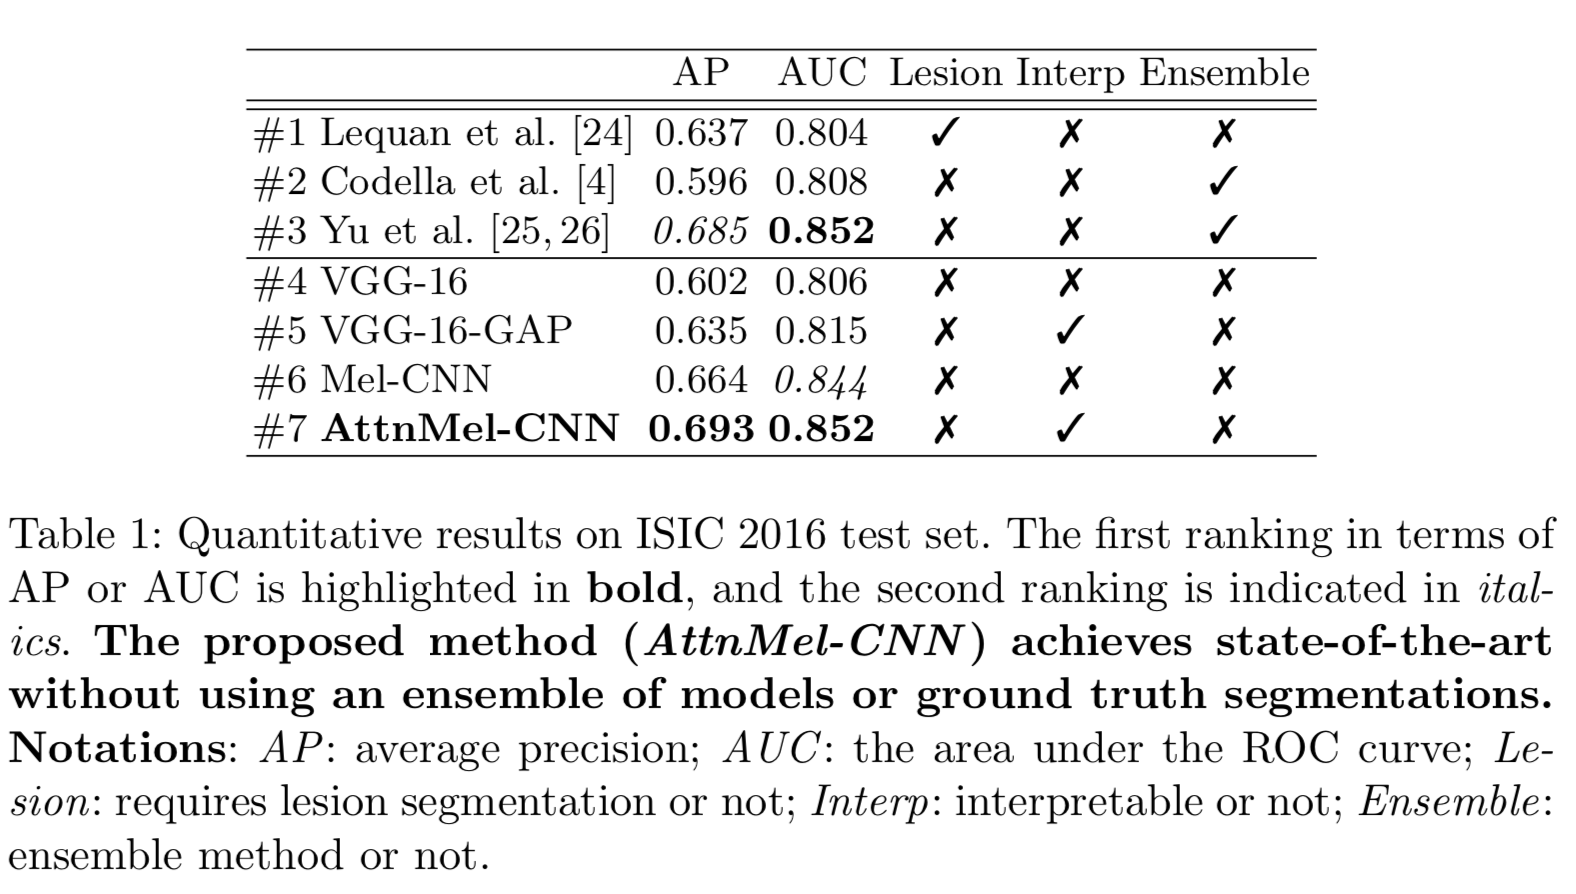 AP AUC Lesion Interp Ensemble
#1 Lequan et al. [24] 0.637 0.804 ✓ ✗ ✗
#2 Codella et al. [4] 0.596 0.808 ✗ ✗ ✓
#3 Yu et al. [25, 26] 0.685 0.852 ✗ ✗ ✓
#4 VGG-16 0.602 0.806 ✗ ✗ ✗
#5 VGG-16-GAP 0.635 0.815 ✗ ✓ ✗
#6 Mel-CNN 0.664 0.844 ✗ ✗ ✗
#7 AttnMel-CNN 0.693 0.852 ✗ ✓ ✗
Table 1: Quantitative results on ISIC 2016 test set. The first ranking in terms of
AP or AUC is highlighted in bold, and the second ranking is indicated in ital-
ics. The proposed method (AttnMel-CNN) achieves state-of-the-art
without using an ensemble of models or ground truth segmentations.
Notations: AP: average precision; AUC: the area under the ROC curve; Le-
sion: requires lesion segmentation or not; Interp: interpretable or not; Ensemble:
ensemble method or not.